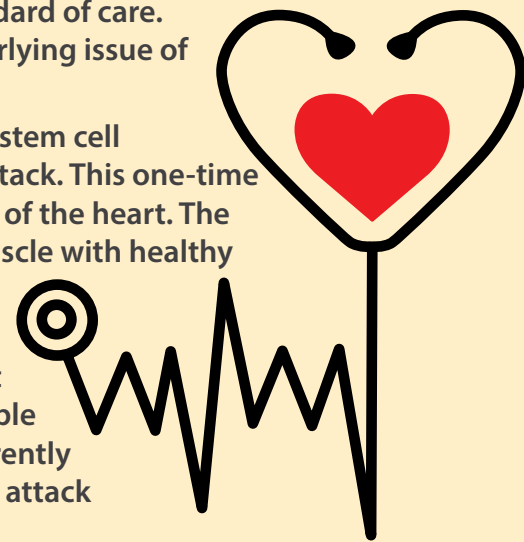 dard of care.
rlying issue of
stem cell
tack. This one-time
of the heart. The
scle with healthy
ple
ently
attack